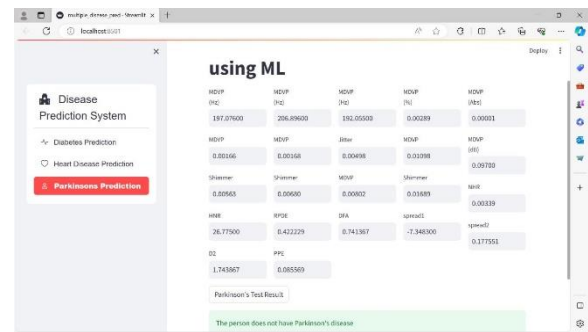 multiple_disease_pred · Streamlit
localhost:8501
Deploy
using ML
Disease
Prediction System
Diabetes Prediction
Heart Disease Prediction
Parkinsons Prediction
MDVP MDVP MDVP MDVP MDVP
(Hz) (Hz) (Hz) (%) (Abs)
197.07600 206.89600 192.05500 0.00289 0.00001
MDVP MDVP Jitter MDVP MDVP
(dB)
0.00166 0.00168 0.00498 0.01098 0.09700
Shimmer Shimmer MDVP Shimmer NHR
0.00563 0.00680 0.00802 0.01689 0.00339
HNR RPDE DFA spread1 spread2
26.77500 0.422229 0.741367 -7.348300 0.177551
D2 PPE
1.743867 0.085569
Parkinson's Test Result
The person does not have Parkinson's disease